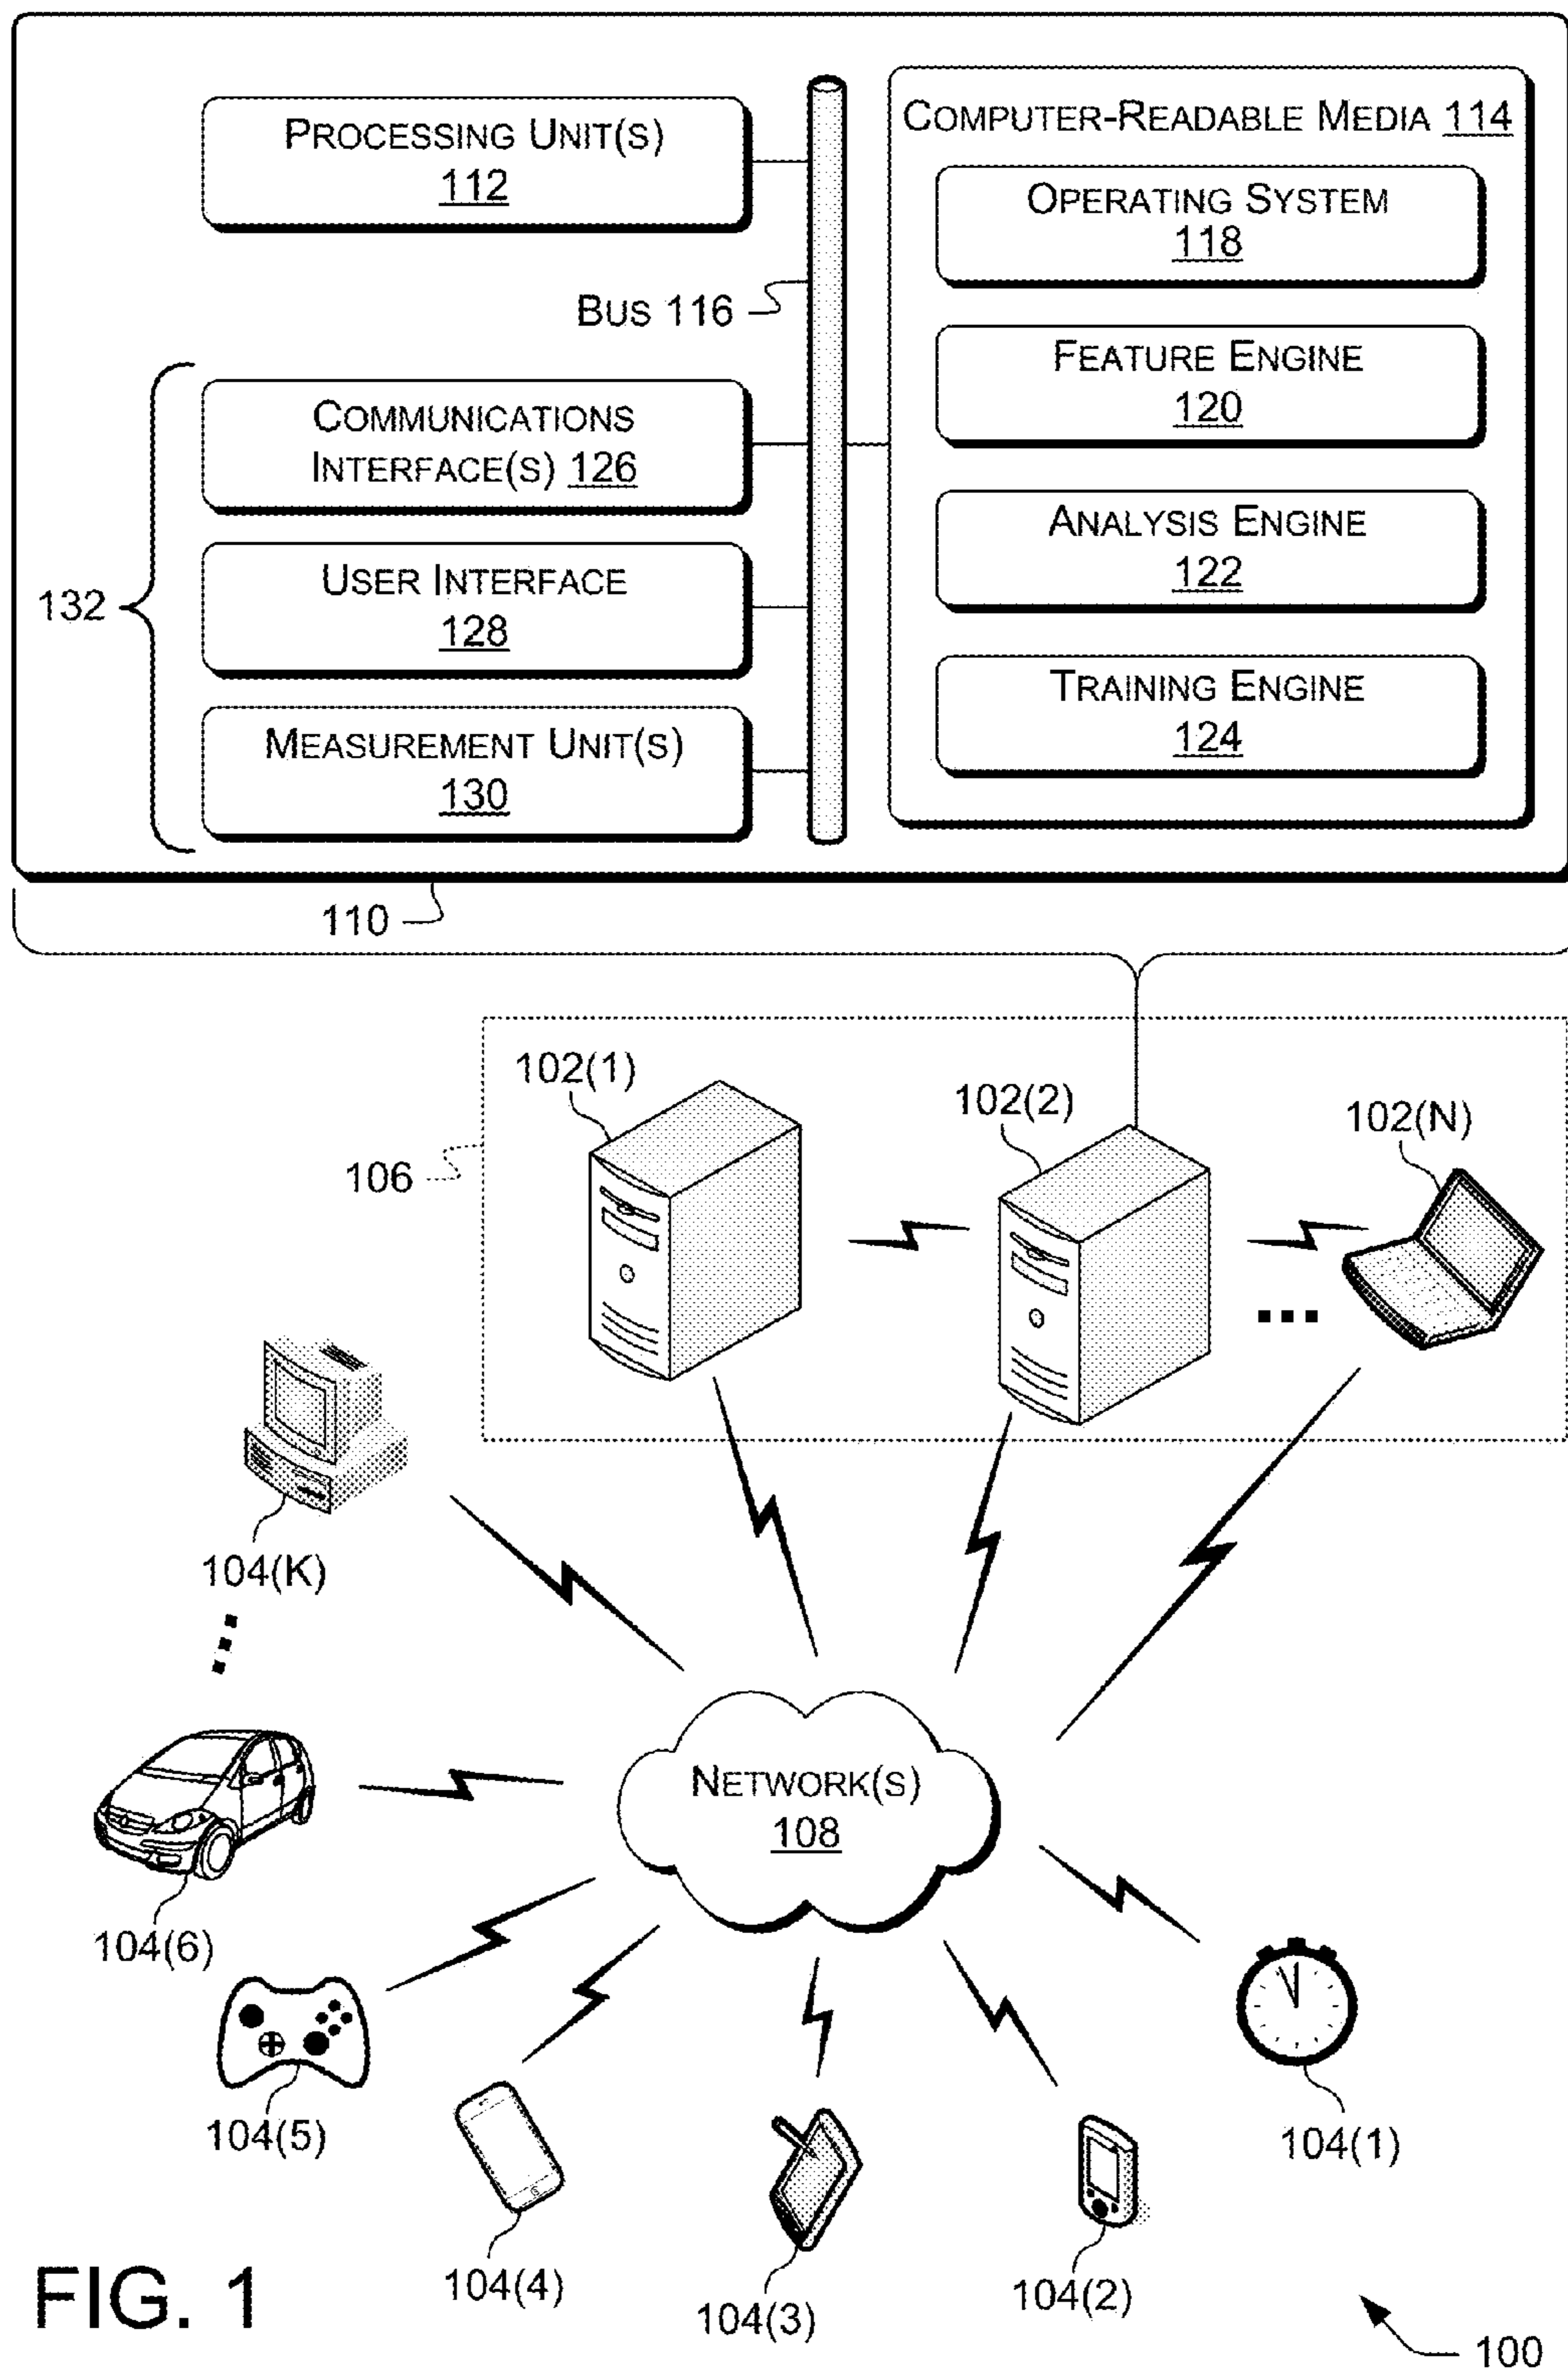 PROCESSING UNIT(S)
112
BUS 116
COMMUNICATIONS
INTERFACE(S) 126
USER INTERFACE
128
MEASUREMENT UNIT(S)
130
132
COMPUTER-READABLE MEDIA 114
OPERATING SYSTEM
118
FEATURE ENGINE
120
ANALYSIS ENGINE
122
TRAINING ENGINE
124
110
102(1)
102(2)
102(N)
106
104(K)
NETWORK(S)
108
104(6)
104(5)
104(4)
104(3)
104(2)
104(1)
FIG. 1
100